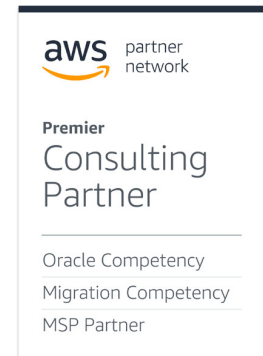 aws partner
network
Premier
Consulting
Partner
Oracle Competency
Migration Competency
MSP Partner